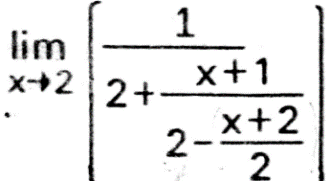 lim x→2 [ 1 / (2 + (x+1) / (2 - (x+2)/2)) ]